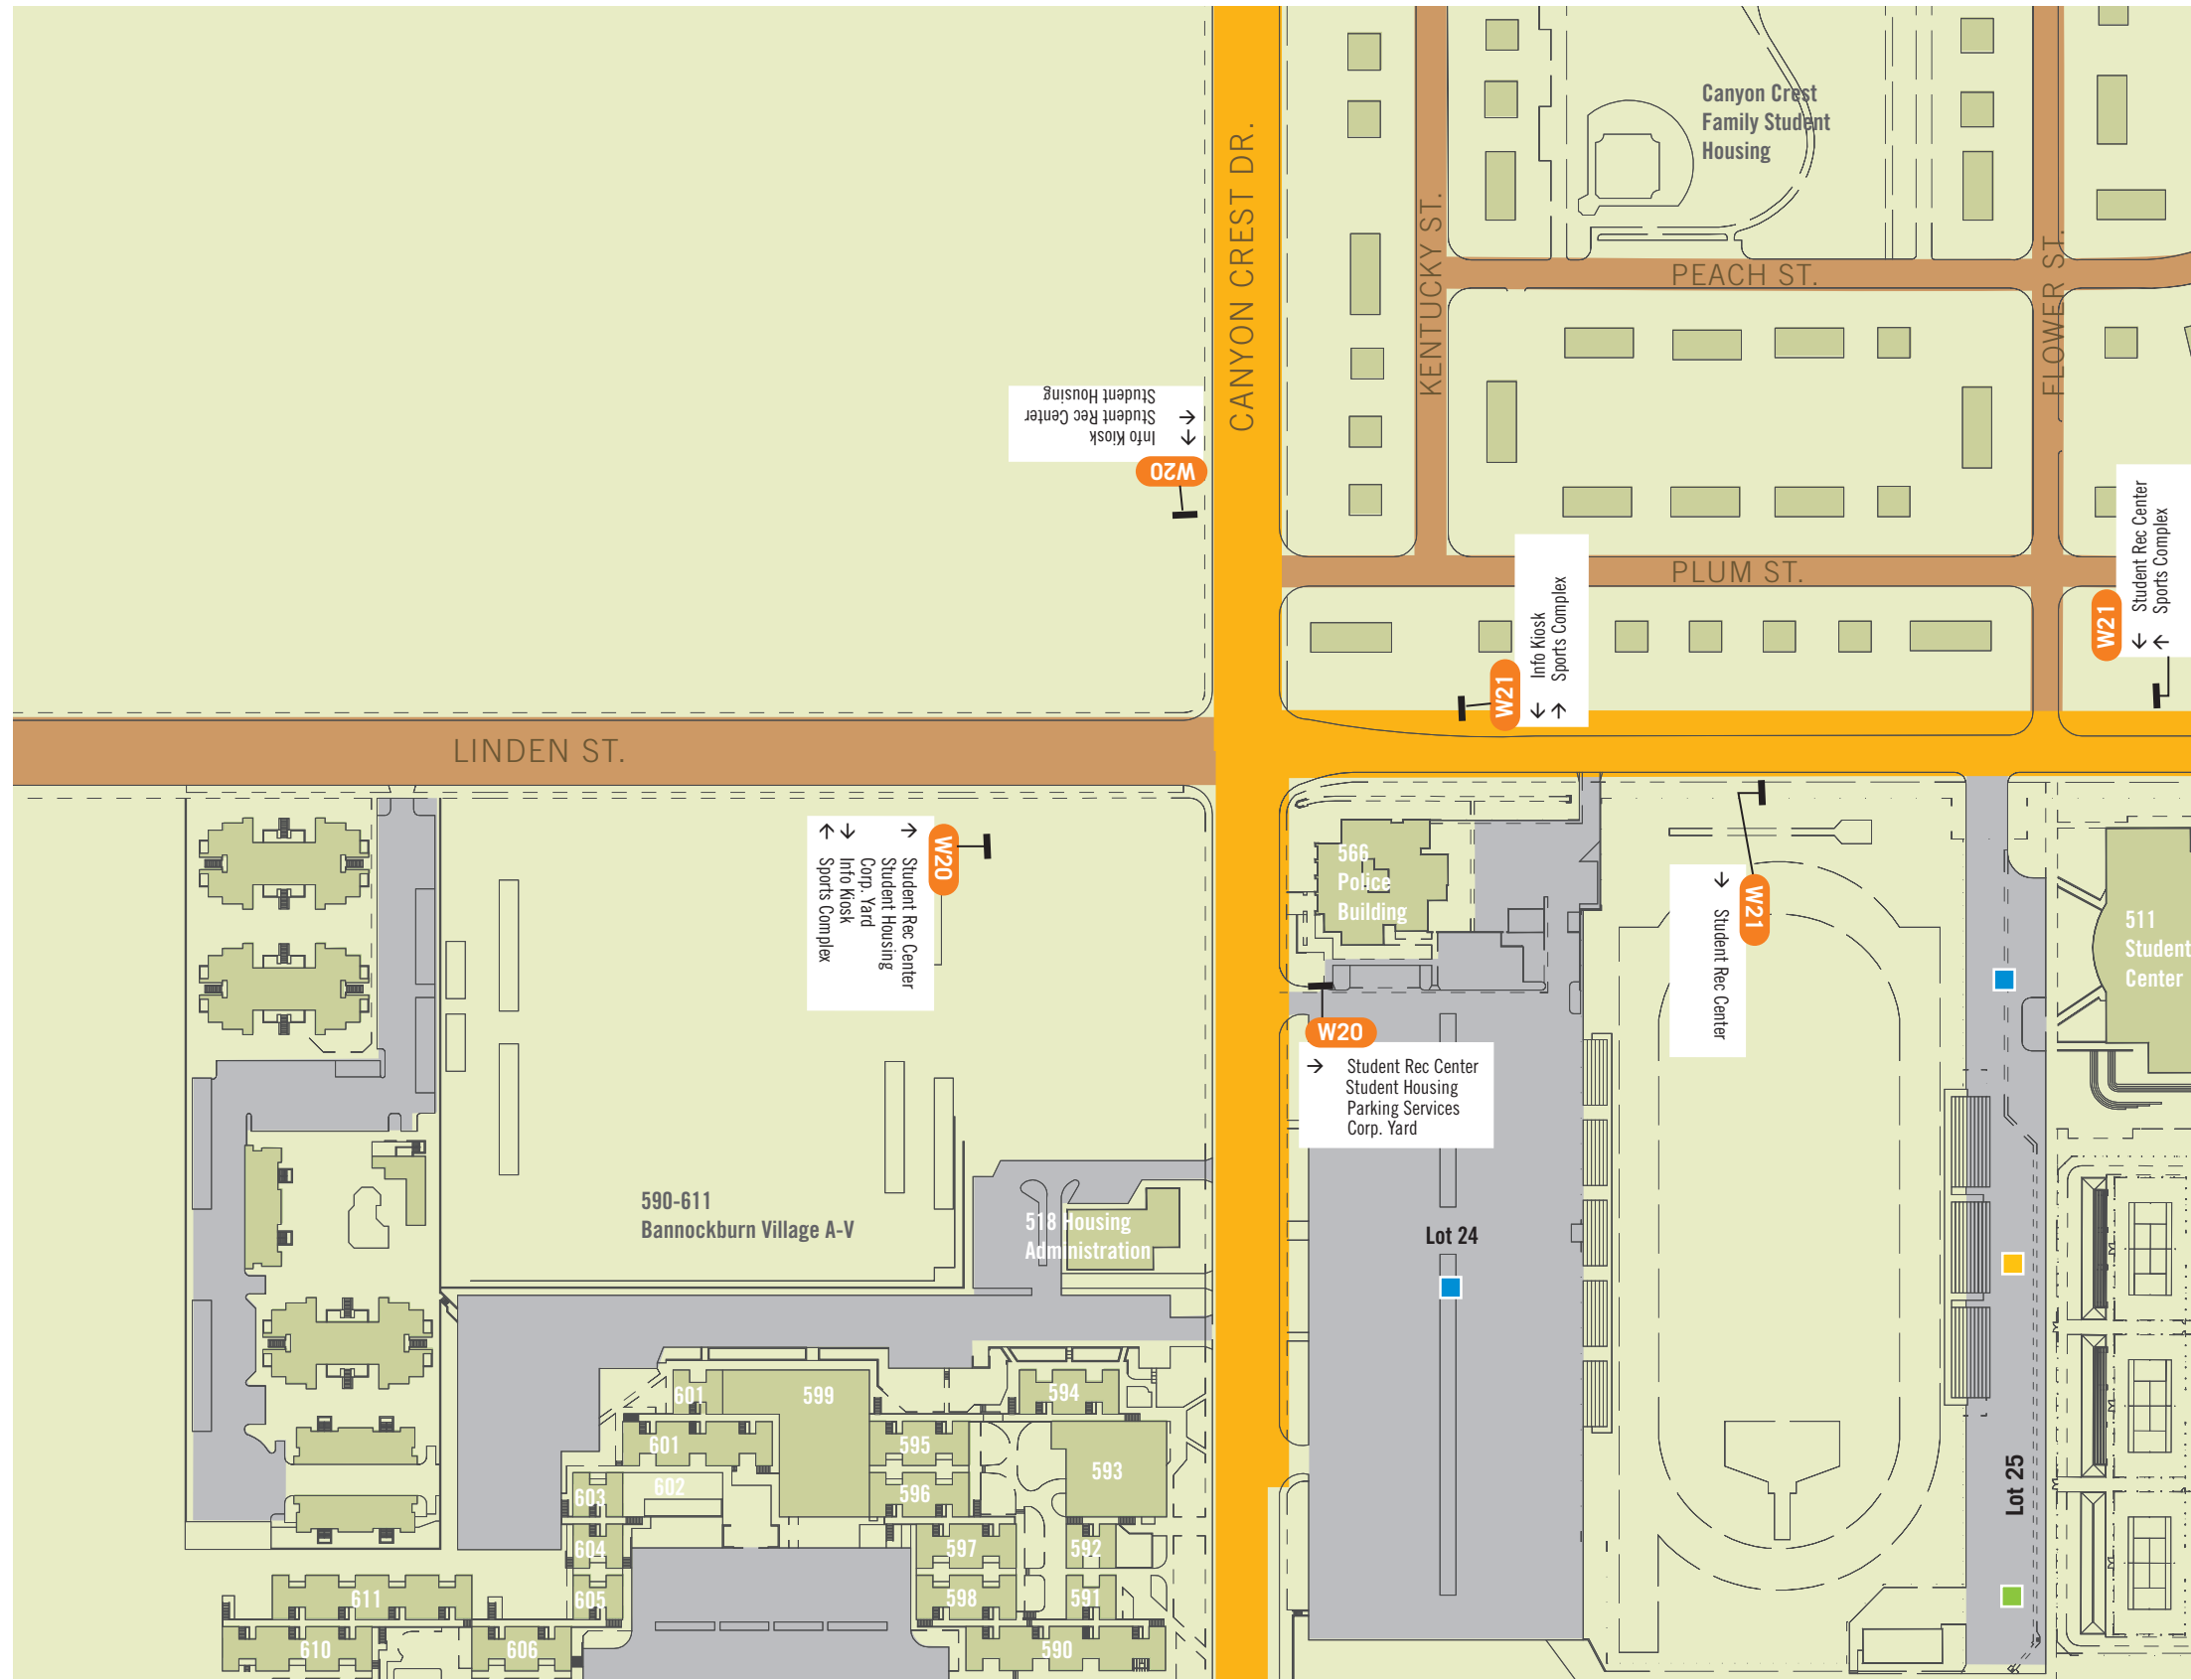 Canyon Crest
Family Student
Housing
CANYON CREST DR.
KENTUCKY ST.
PEACH ST.
FLOWER ST.
PLUM ST.
LINDEN ST.
W20
→ Info Kiosk
← Student Rec Center
Student Housing
W21
← Info Kiosk
→ Sports Complex
W21
← Student Rec Center
↑ Sports Complex
W20
↑ Student Rec Center
Student Housing
Corp. Yard
→ Info Kiosk
← Sports Complex
566
Police
Building
W21
→ Student Rec Center
511
Student
Center
W20
→ Student Rec Center
Student Housing
Parking Services
Corp. Yard
590-611
Bannockburn Village A-V
518 Housing
Administration
Lot 24
Lot 25
601
599
594
601
595
593
602
603
596
604
597
592
611
605
598
591
610
606
590